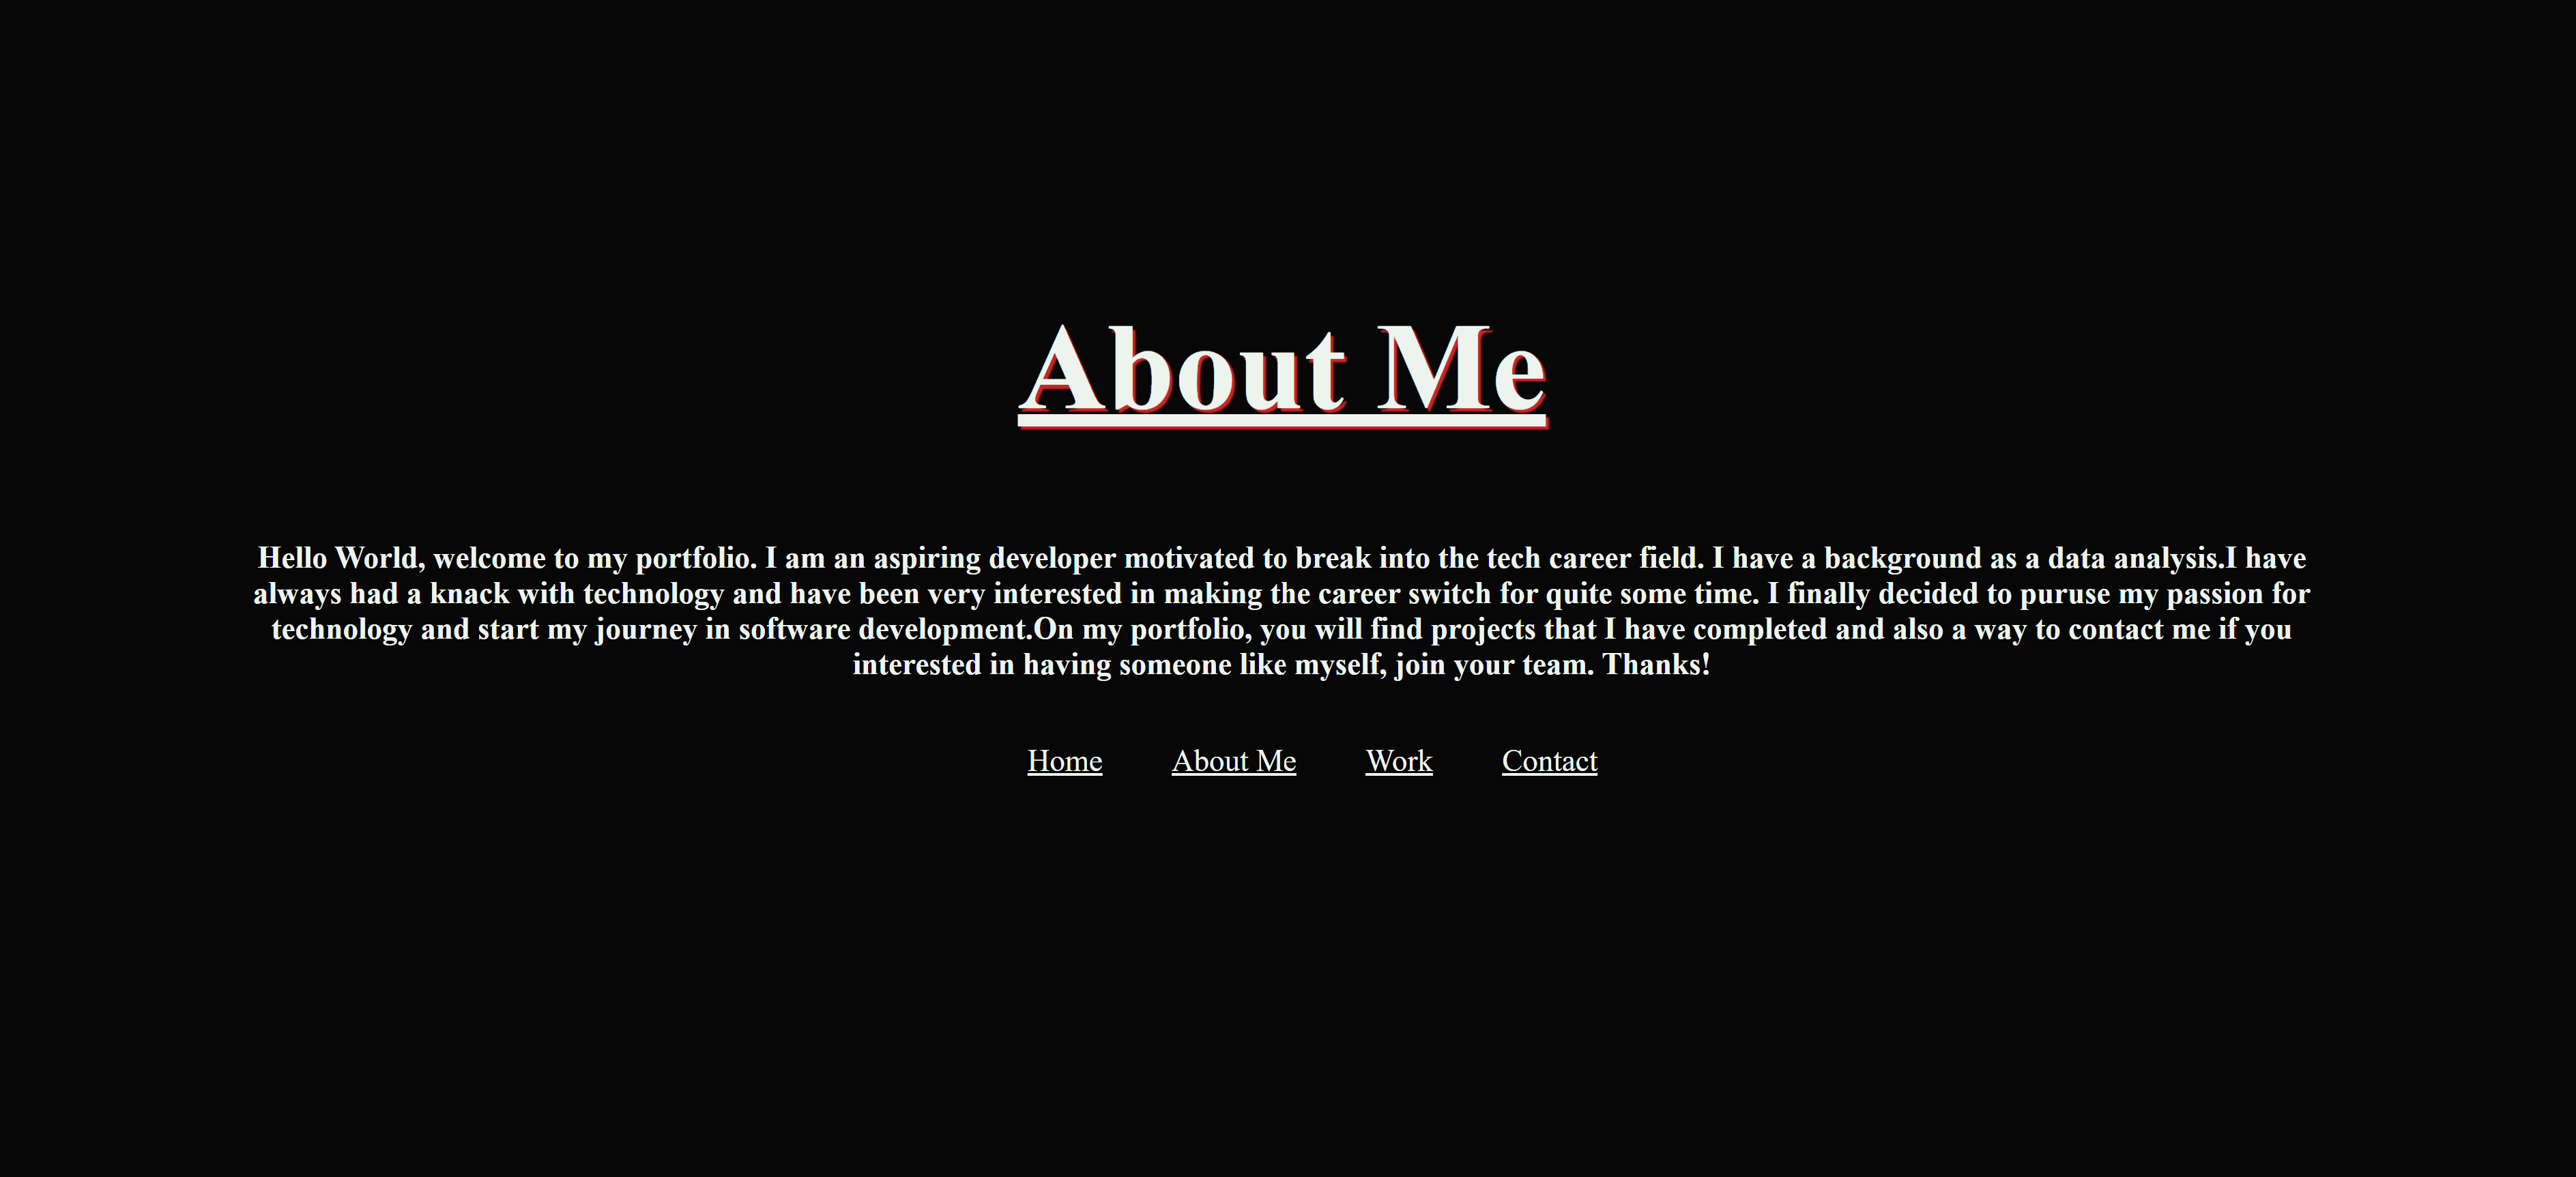 About Me
Hello World, welcome to my portfolio. I am an aspiring developer motivated to break into the tech career field. I have a background as a data analysis.I have
always had a knack with technology and have been very interested in making the career switch for quite some time. I finally decided to puruse my passion for
technology and start my journey in software development.On my portfolio, you will find projects that I have completed and also a way to contact me if you
interested in having someone like myself, join your team. Thanks!
Home About Me Work Contact